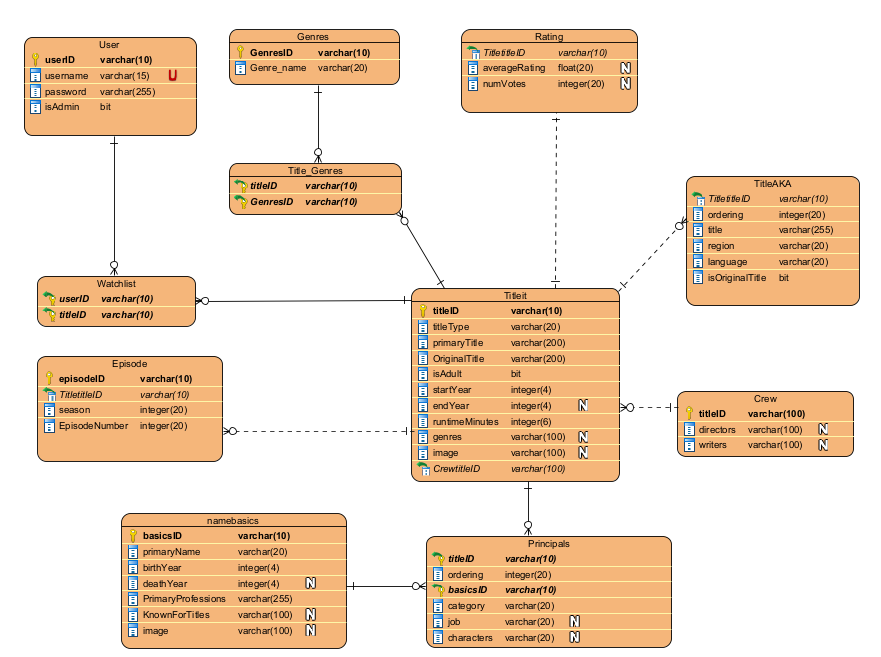 User
userID varchar(10)
username varchar(15) U
password varchar(255)
isAdmin bit
Genres
GenresID varchar(10)
Genre_name varchar(20)
Rating
TitletitleID varchar(10)
averageRating float(20) N
numVotes integer(20) N
Title_Genres
titleID varchar(10)
GenresID varchar(10)
TitleAKA
TitletitleID varchar(10)
ordering integer(20)
title varchar(255)
region varchar(20)
language varchar(20)
isOriginalTitle bit
Watchlist
userID varchar(10)
titleID varchar(10)
Titleit
titleID varchar(10)
titleType varchar(20)
primaryTitle varchar(200)
OriginalTitle varchar(200)
isAdult bit
startYear integer(4)
endYear integer(4) N
runtimeMinutes integer(6)
genres varchar(100) N
image varchar(100) N
CrewtitleID varchar(100)
Episode
episodeID varchar(10)
TitletitleID varchar(10)
season integer(20)
EpisodeNumber integer(20)
Crew
titleID varchar(100)
directors varchar(100) N
writers varchar(100) N
namebasics
basicsID varchar(10)
primaryName varchar(20)
birthYear integer(4)
deathYear integer(4) N
PrimaryProfessions varchar(255)
KnownForTitles varchar(100) N
image varchar(100) N
Principals
titleID varchar(10)
ordering integer(20)
basicsID varchar(10)
category varchar(20)
job varchar(20) N
characters varchar(20) N